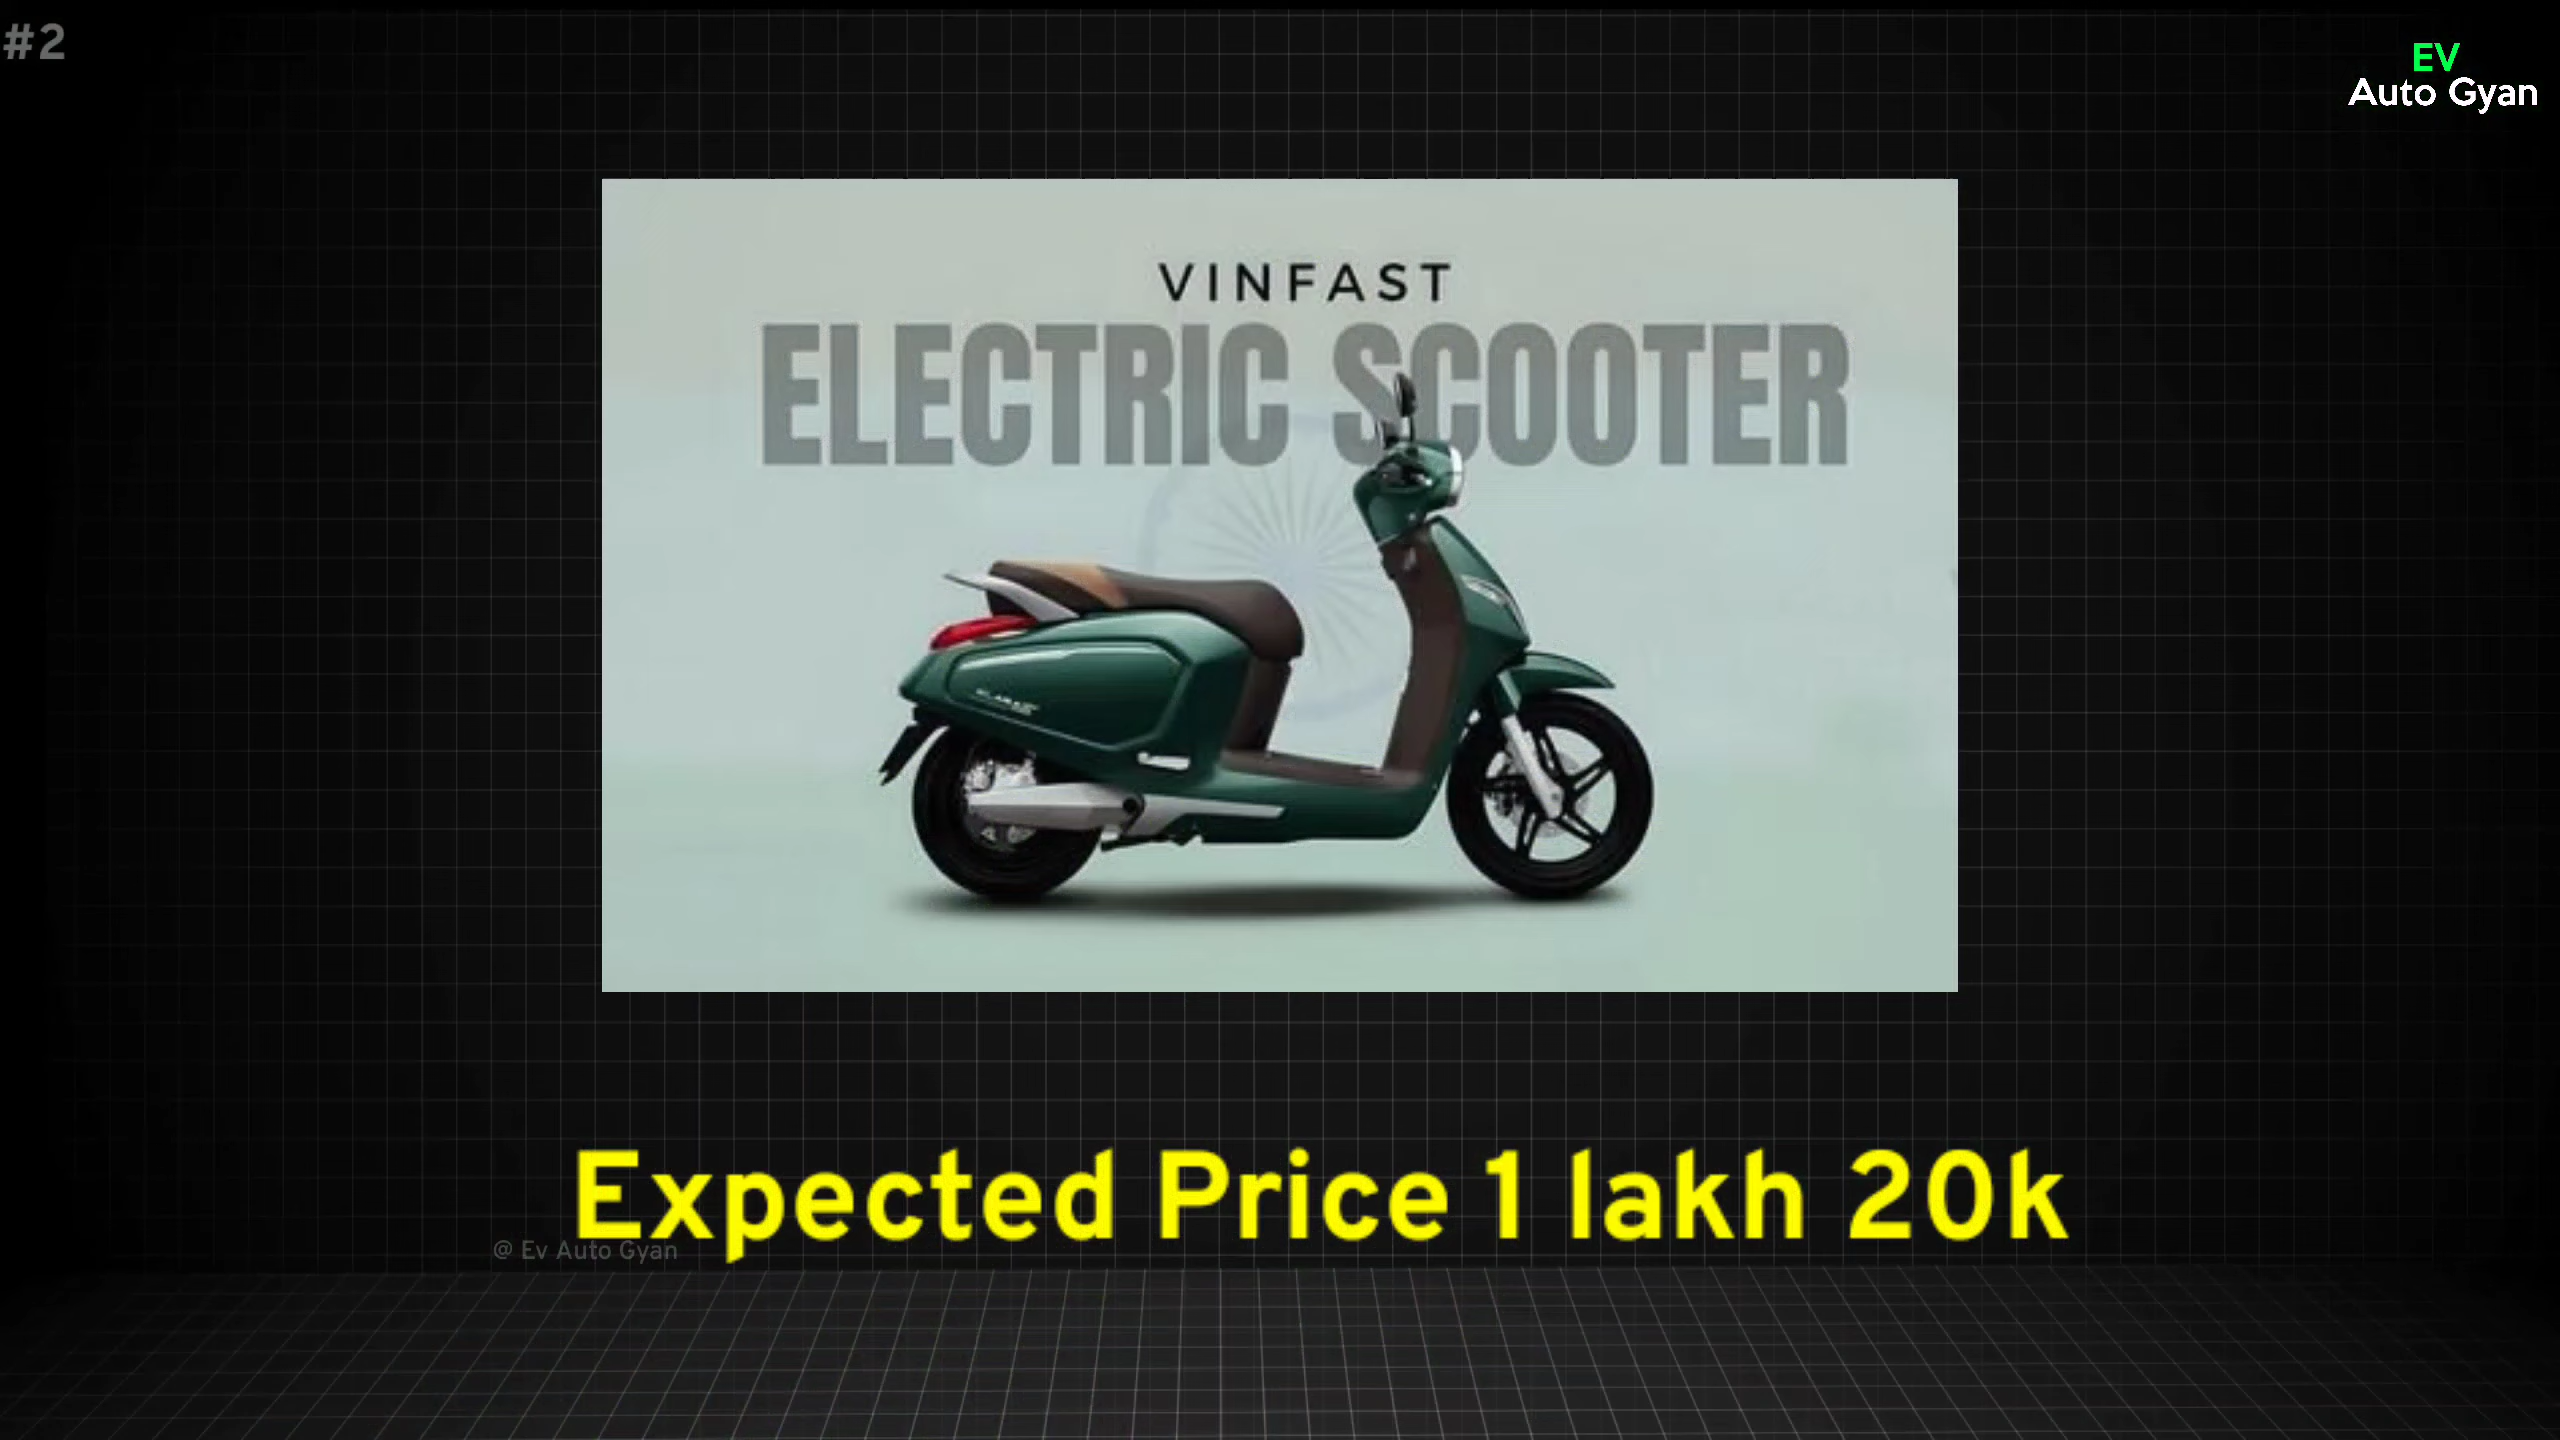 #2
EV
Auto Gyan
VINFAST
ELECTRIC SCOOTER
Expected Price 1 lakh 20k
@ Ev Auto Gyan